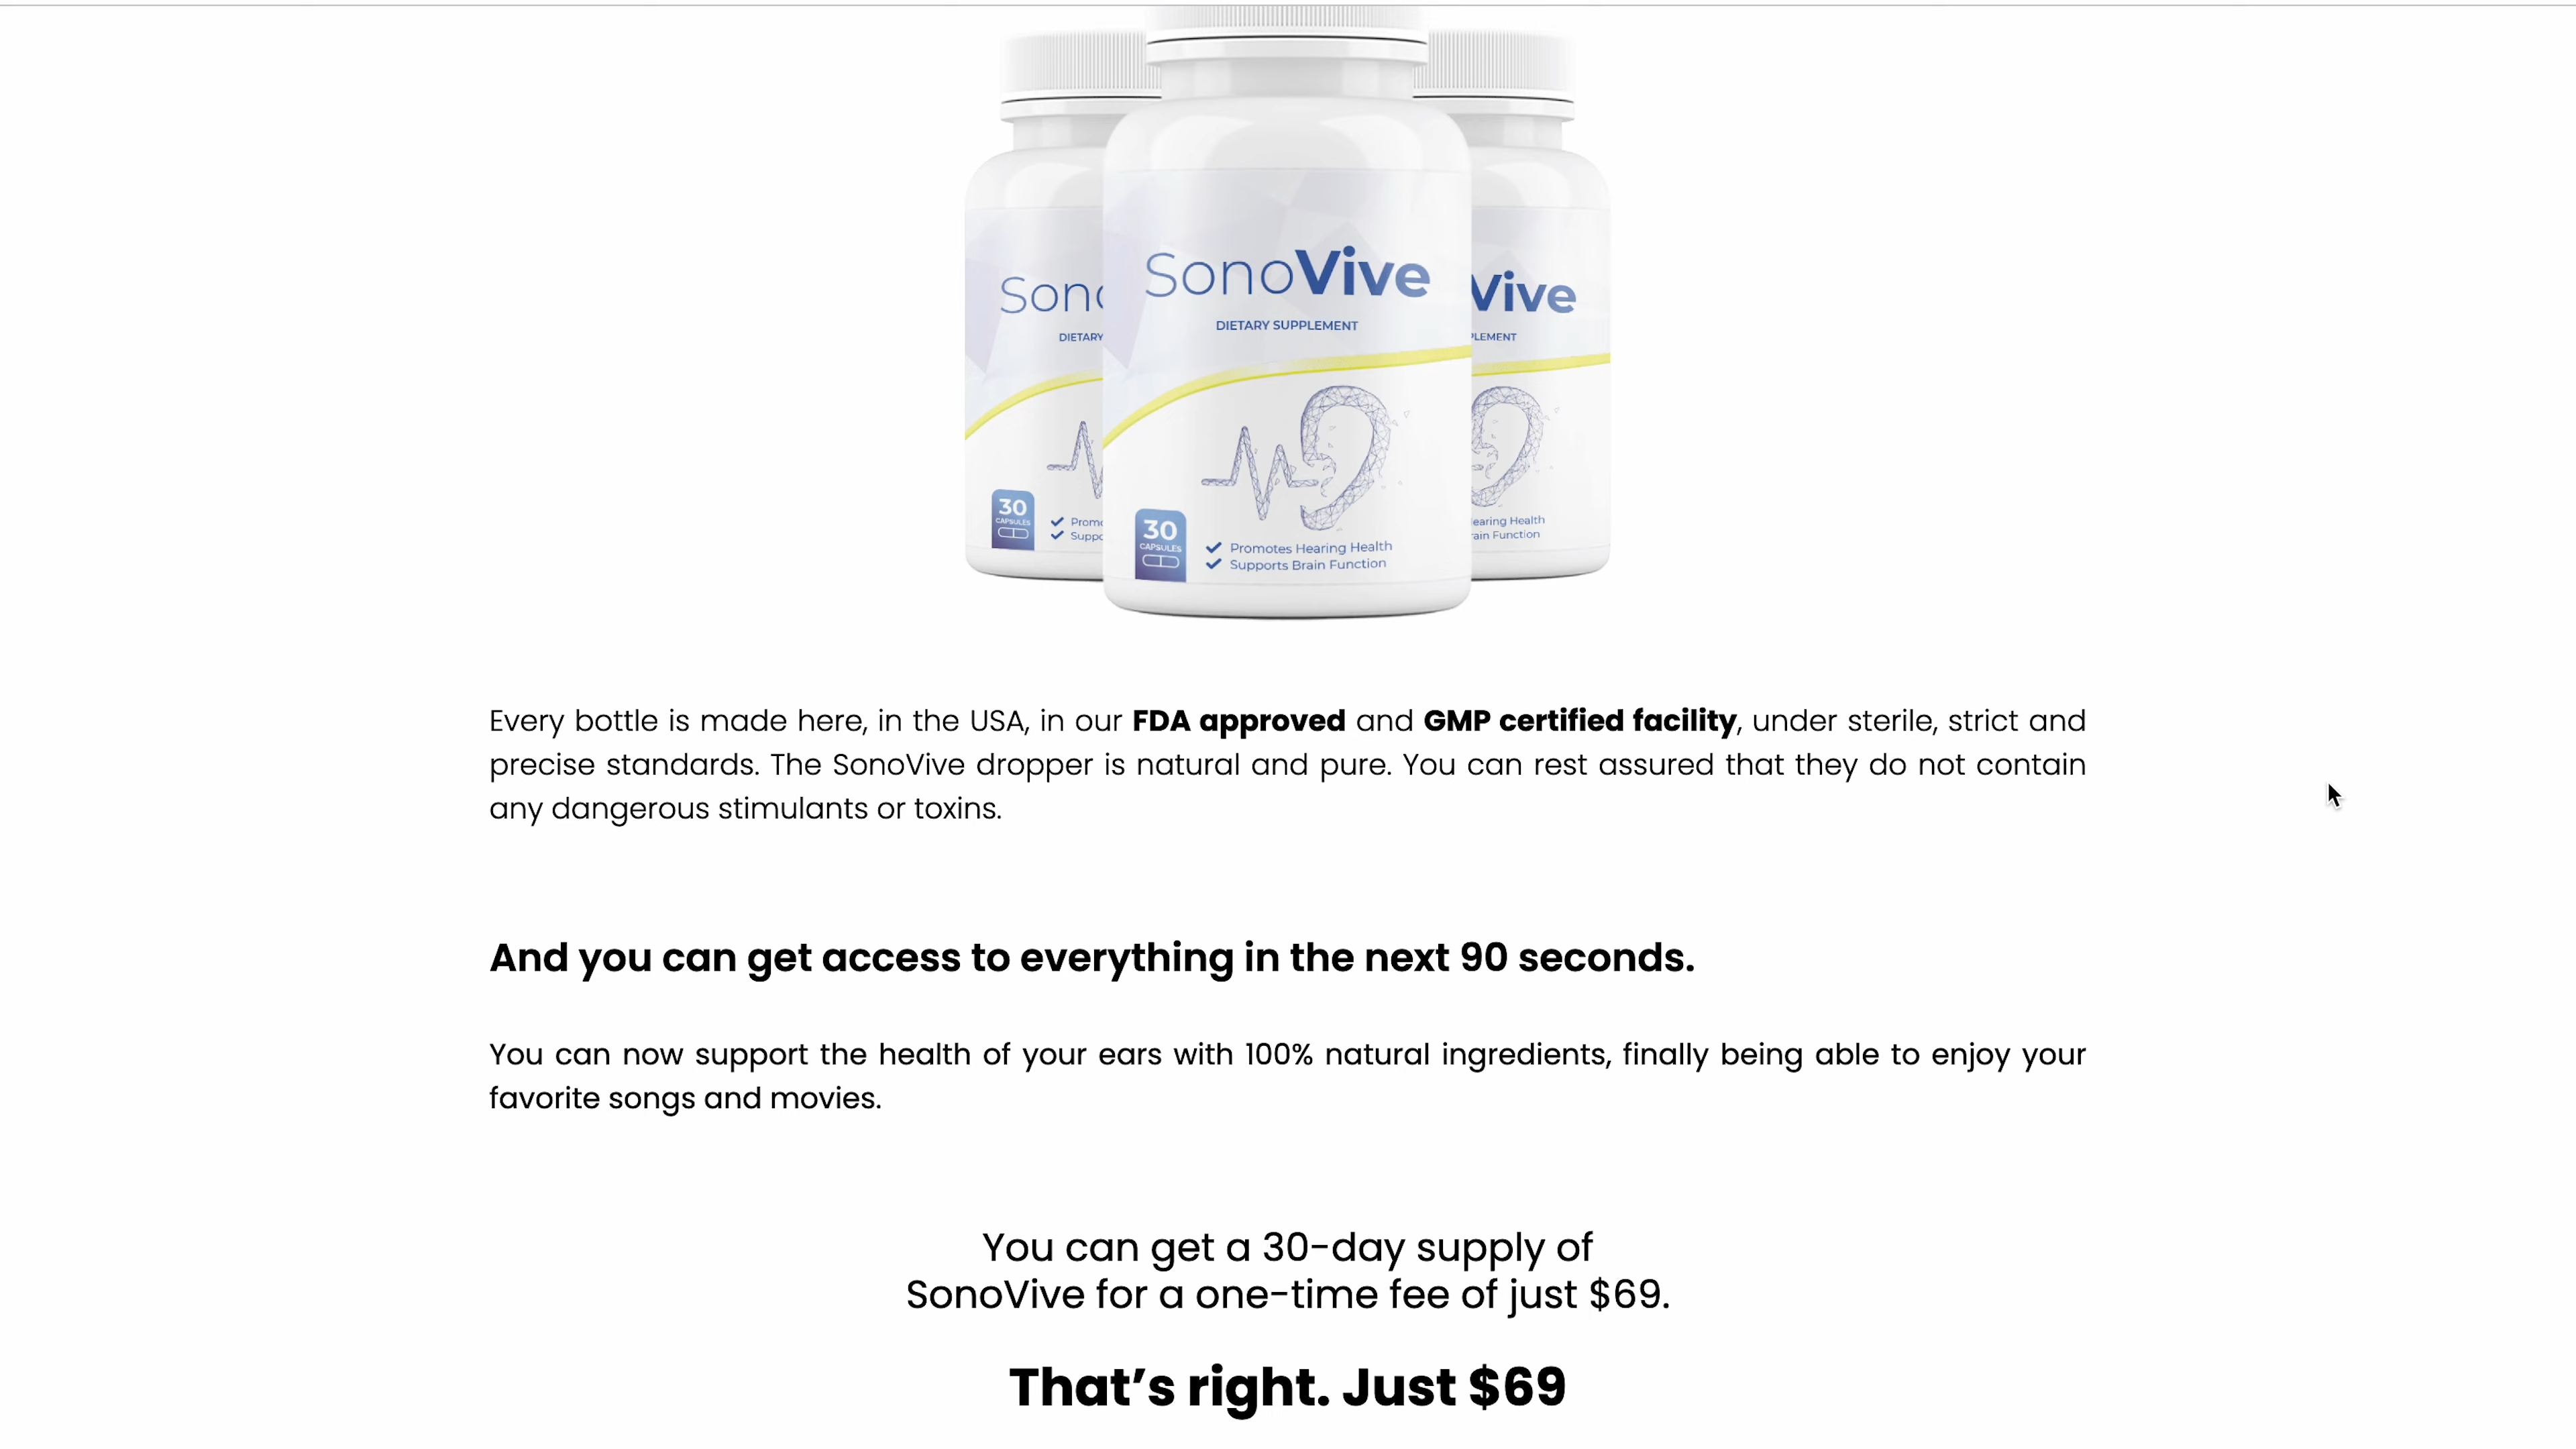 SonoVive
DIETARY SUPPLEMENT
30
CAPSULES
Promotes Hearing Health
Supports Brain Function
Sono
DIETARY
30
CAPSULES
Vive
Every bottle is made here, in the USA, in our FDA approved and GMP certified facility, under sterile, strict and
precise standards. The SonoVive dropper is natural and pure. You can rest assured that they do not contain
any dangerous stimulants or toxins.
And you can get access to everything in the next 90 seconds.
You can now support the health of your ears with 100% natural ingredients, finally being able to enjoy your
favorite songs and movies.
You can get a 30-day supply of
SonoVive for a one-time fee of just $69.
That's right. Just $69